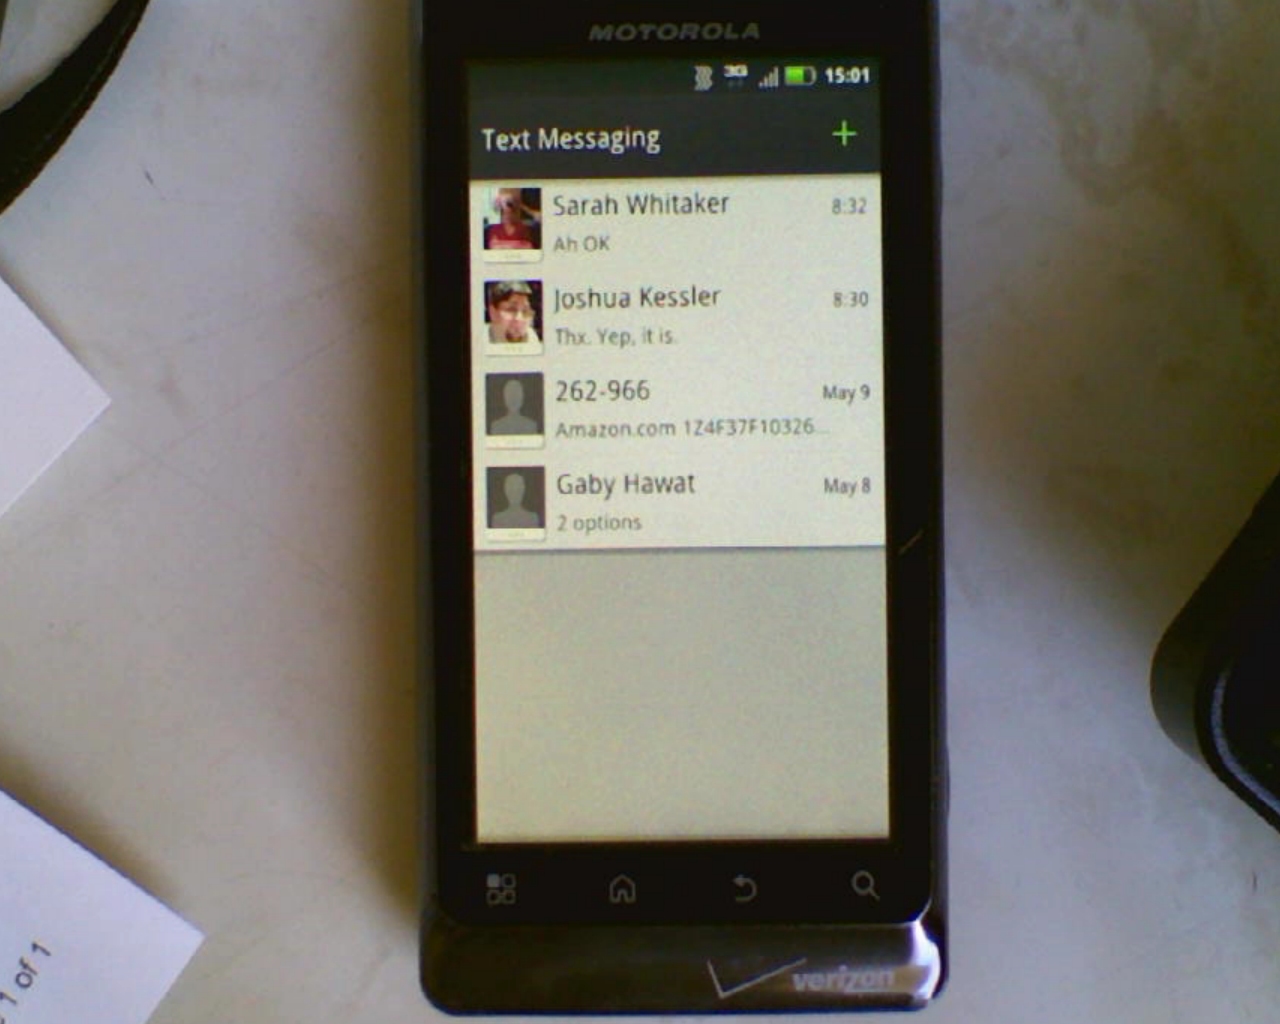 MOTOROLA
3G 15:01
Text Messaging +
Sarah Whitaker 8:32
Ah OK
Joshua Kessler 8:30
Thx. Yep, it is.
262-966 May 9
Amazon.com 1Z4F37F10326...
Gaby Hawat May 8
2 options
verizon
1 of 1